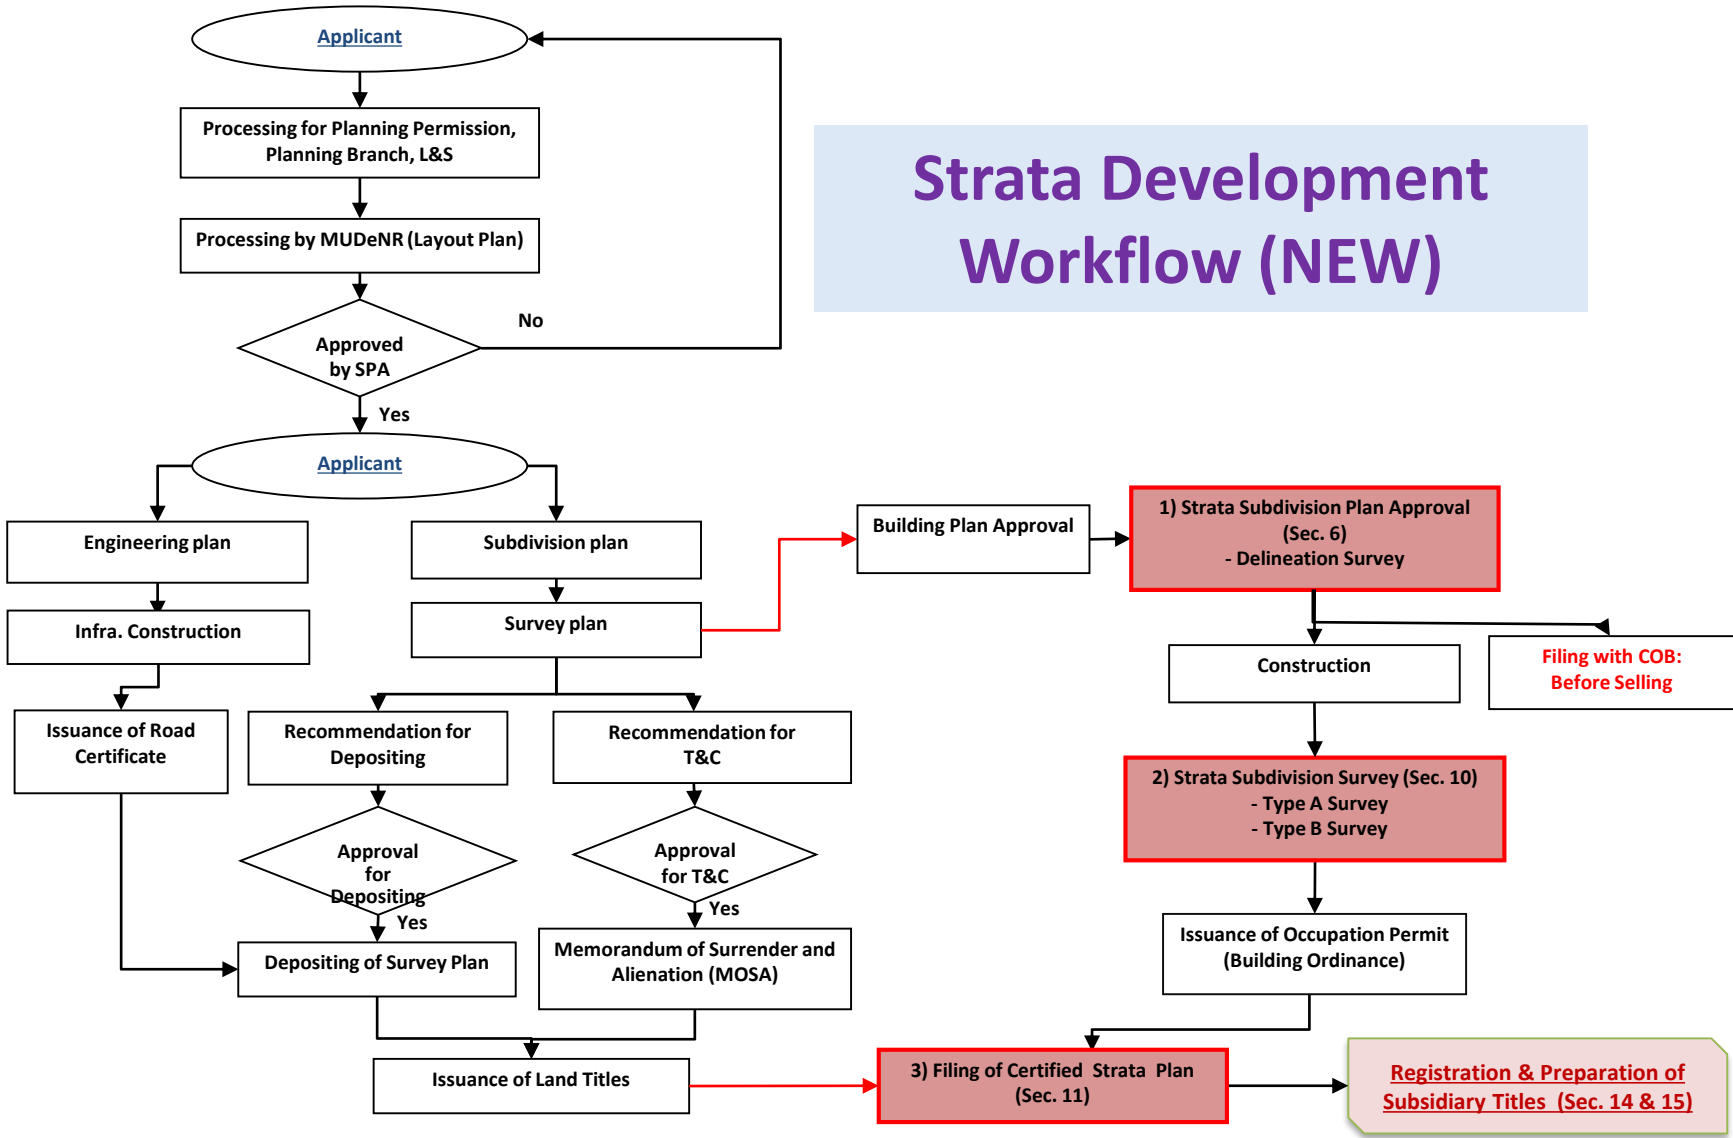 Applicant
Processing for Planning Permission,
Planning Branch, L&S
Processing by MUDeNR (Layout Plan)
Approved
by SPA
No
Yes
Strata Development
Workflow (NEW)
Applicant
Engineering plan
Infra. Construction
Issuance of Road
Certificate
Subdivision plan
Survey plan
Recommendation for
Depositing
Recommendation for
T&C
Approval
for
Depositing
Yes
Approval
for T&C
Yes
Depositing of Survey Plan
Memorandum of Surrender and
Alienation (MOSA)
Issuance of Land Titles
Building Plan Approval
1) Strata Subdivision Plan Approval
(Sec. 6)
- Delineation Survey
Construction
Filing with COB:
Before Selling
2) Strata Subdivision Survey (Sec. 10)
- Type A Survey
- Type B Survey
Issuance of Occupation Permit
(Building Ordinance)
3) Filing of Certified Strata Plan
(Sec. 11)
Registration & Preparation of
Subsidiary Titles (Sec. 14 & 15)